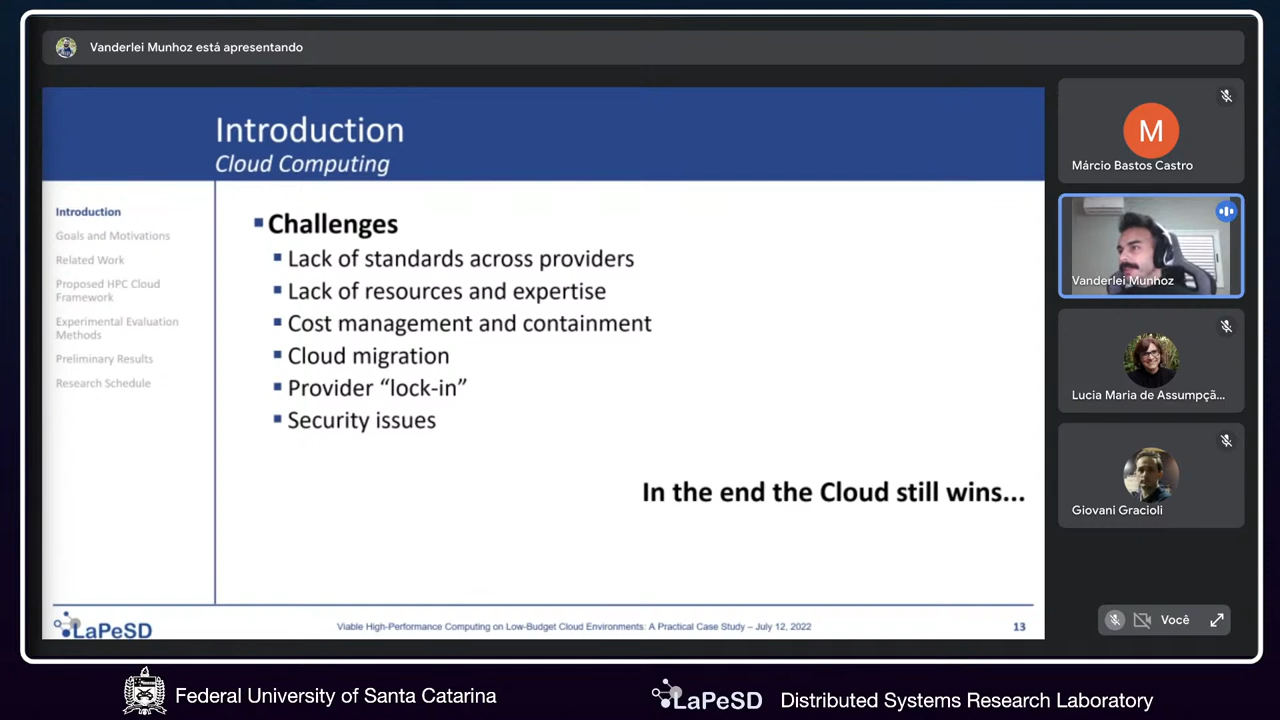 Vanderlei Munhoz está apresentando
Introduction
Cloud Computing
Introduction
Goals and Motivations
Related Work
Proposed HPC Cloud
Framework
Experimental Evaluation
Methods
Preliminary Results
Research Schedule
Challenges
Lack of standards across providers
Lack of resources and expertise
Cost management and containment
Cloud migration
Provider “lock-in”
Security issues
In the end the Cloud still wins...
LaPeSD
Viable High-Performance Computing on Low-Budget Cloud Environments: A Practical Case Study – July 12, 2022
13
M
Márcio Bastos Castro
Vanderlei Munhoz
Lucia Maria de Assumpçã...
Giovani Gracioli
Você
Federal University of Santa Catarina
LaPeSD
Distributed Systems Research Laboratory